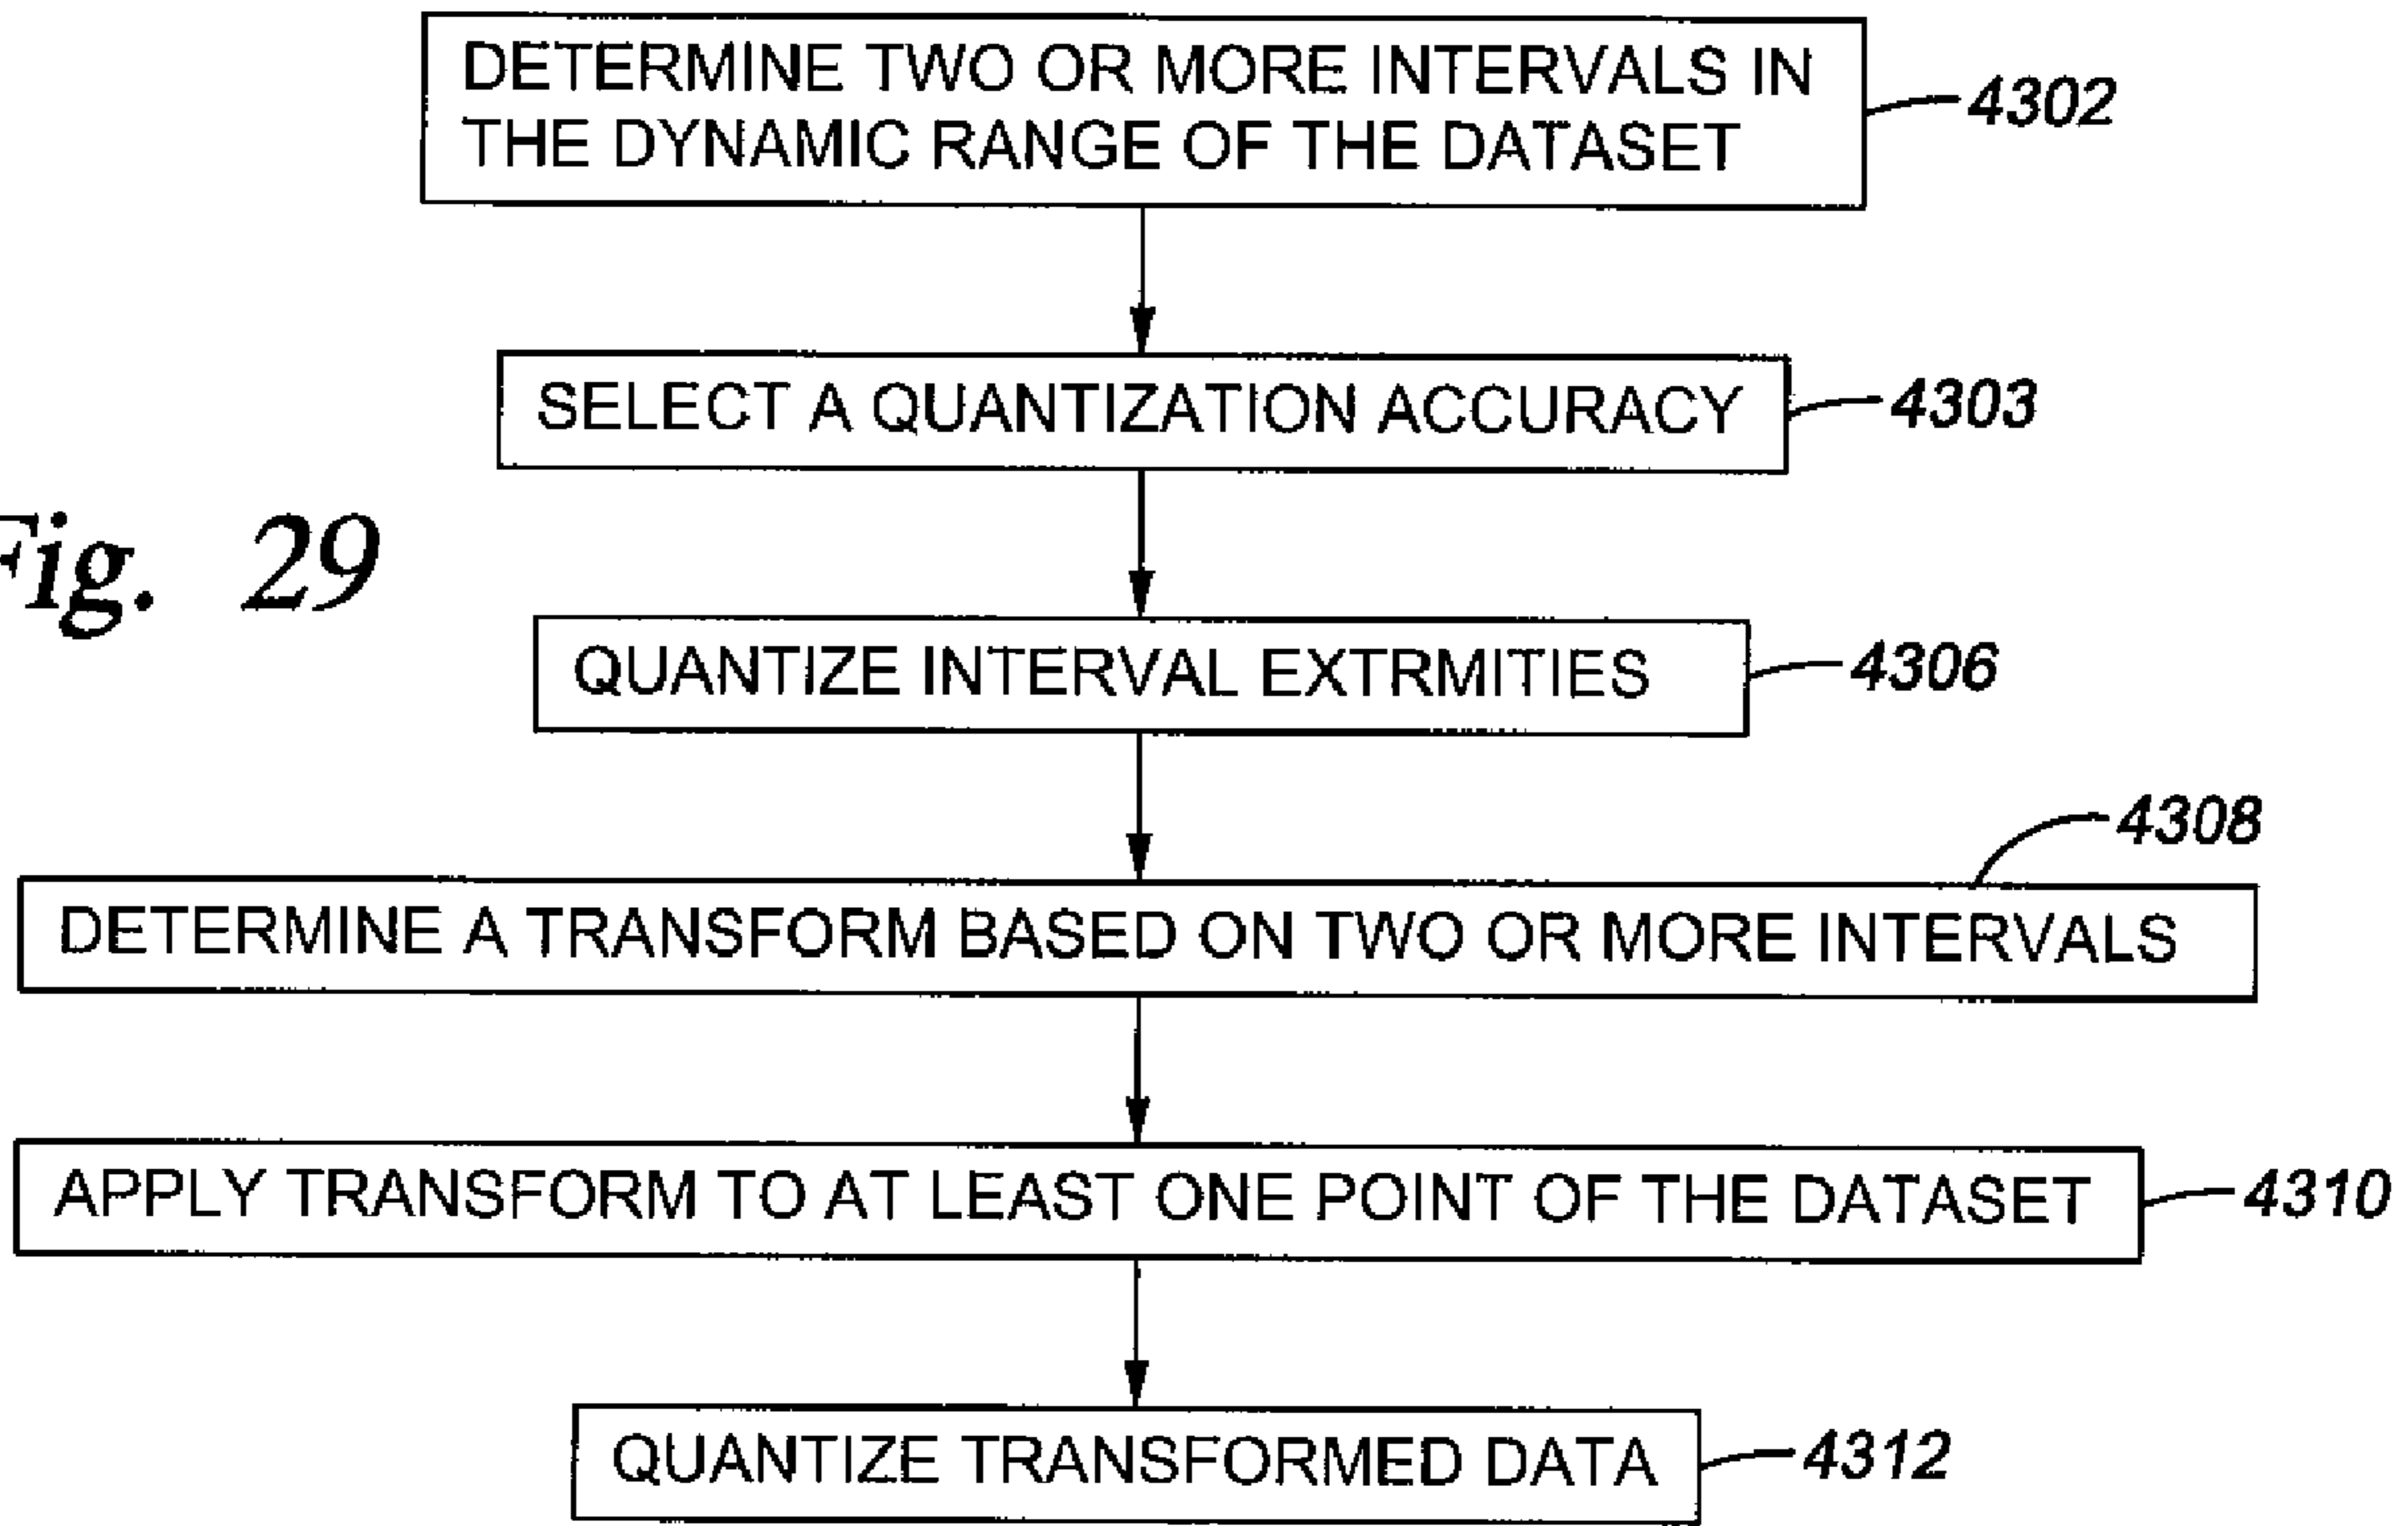 DETERMINE TWO OR MORE INTERVALS IN
THE DYNAMIC RANGE OF THE DATASET
4302
SELECT A QUANTIZATION ACCURACY
4303
Fig. 29
QUANTIZE INTERVAL EXTRMITIES
4306
4308
DETERMINE A TRANSFORM BASED ON TWO OR MORE INTERVALS
APPLY TRANSFORM TO AT LEAST ONE POINT OF THE DATASET
4310
QUANTIZE TRANSFORMED DATA
4312